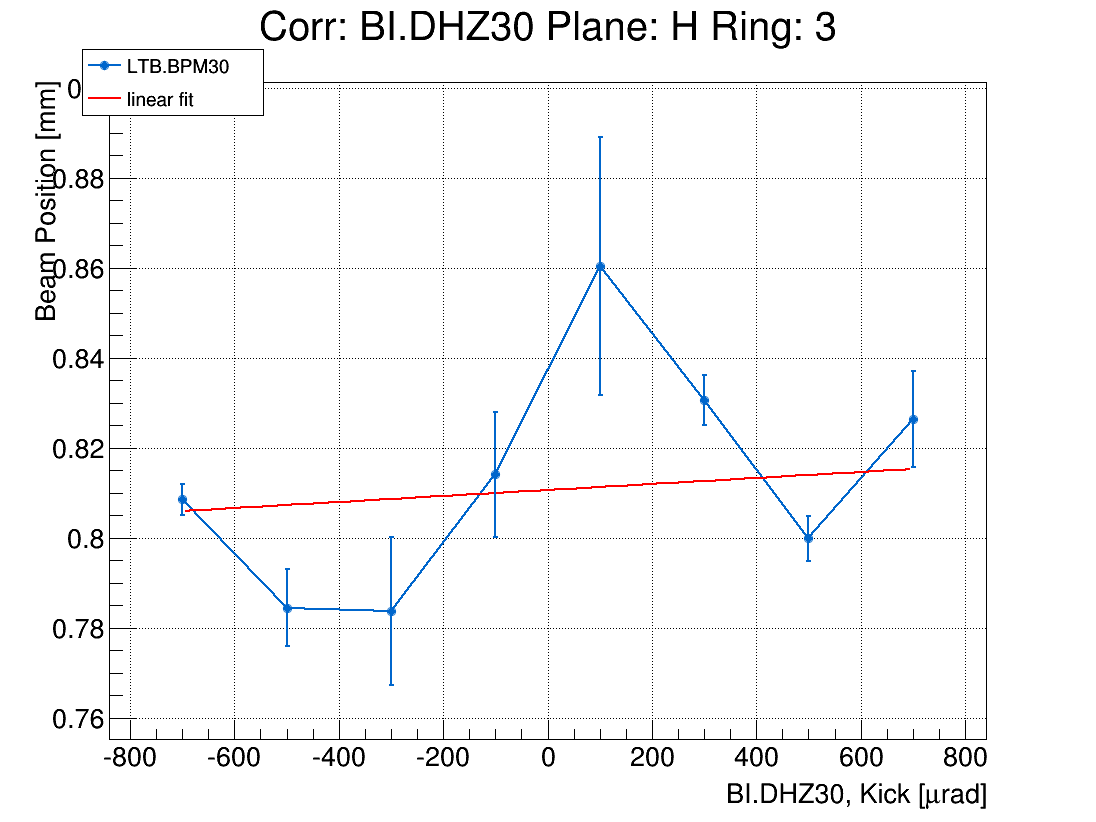 Corr: BI.DHZ30 Plane: H Ring: 3
LTB.BPM30
linear fit
Beam Position [mm]
0.
0.88
0.86
0.84
0.82
0.8
0.78
0.76
-800 -600 -400 -200 0 200 400 600 800
BI.DHZ30, Kick [μrad]